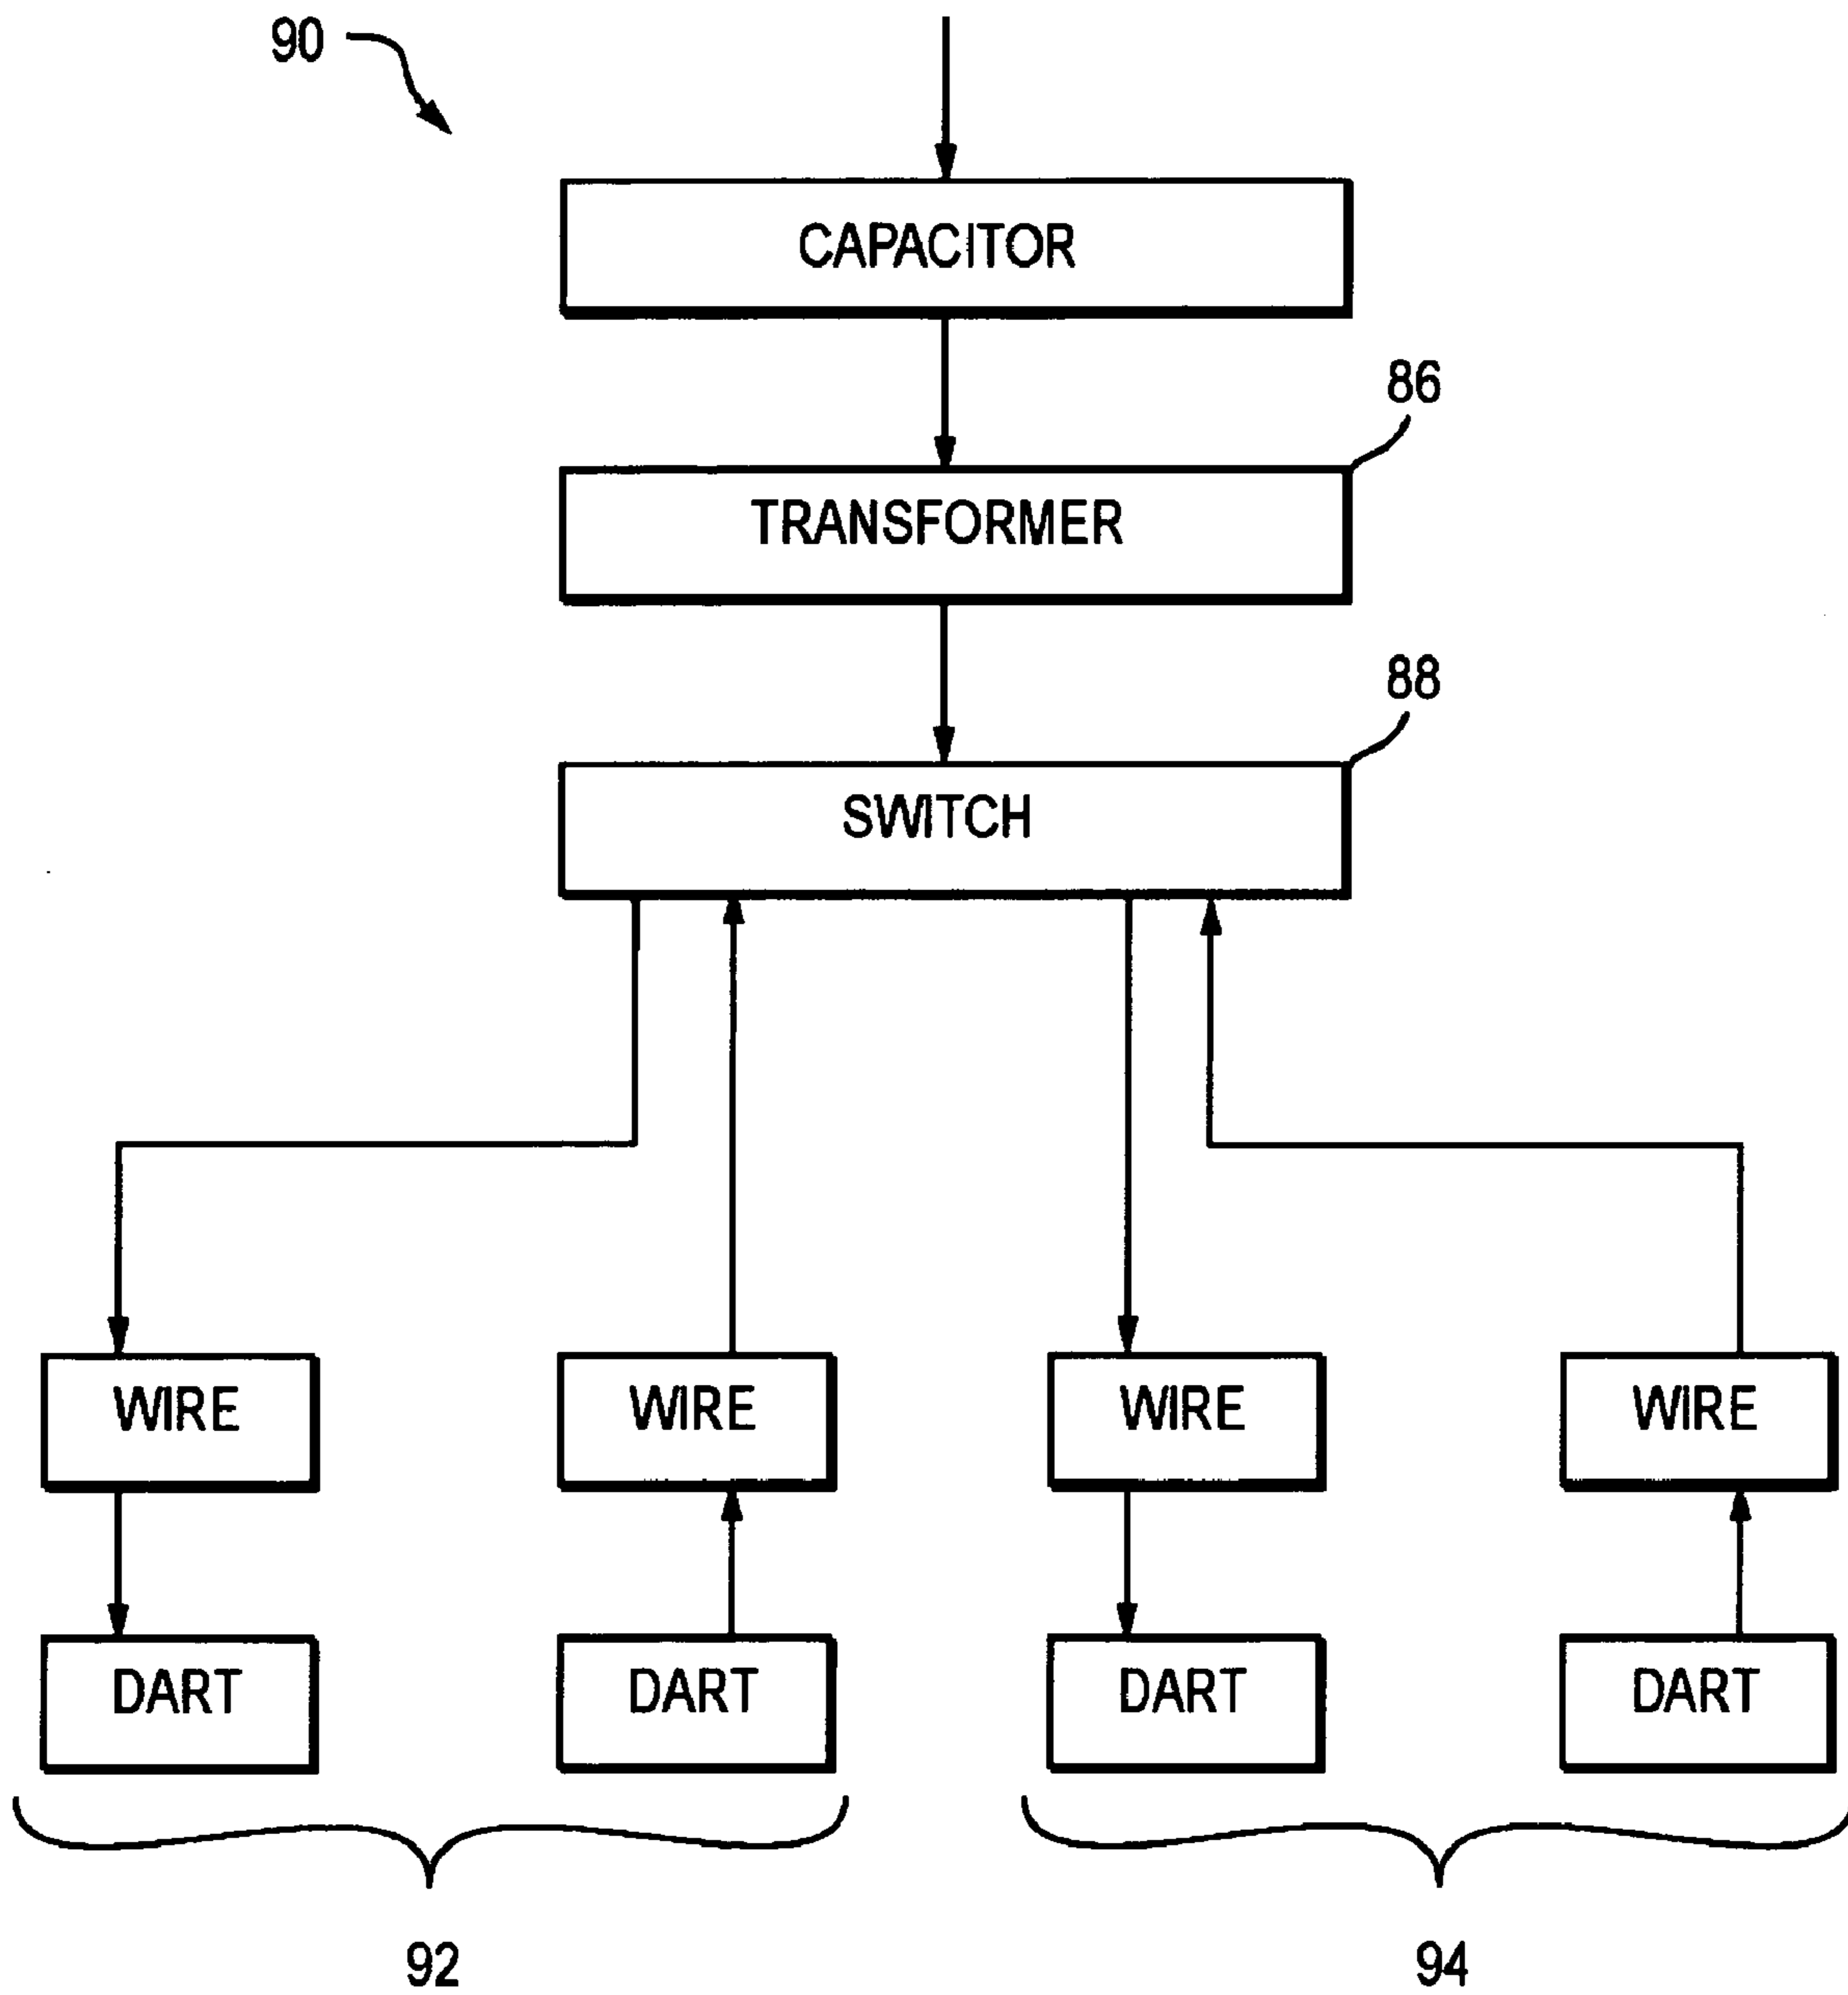 90
CAPACITOR
86
TRANSFORMER
88
SWITCH
WIRE WIRE WIRE WIRE
DART DART DART DART
92 94